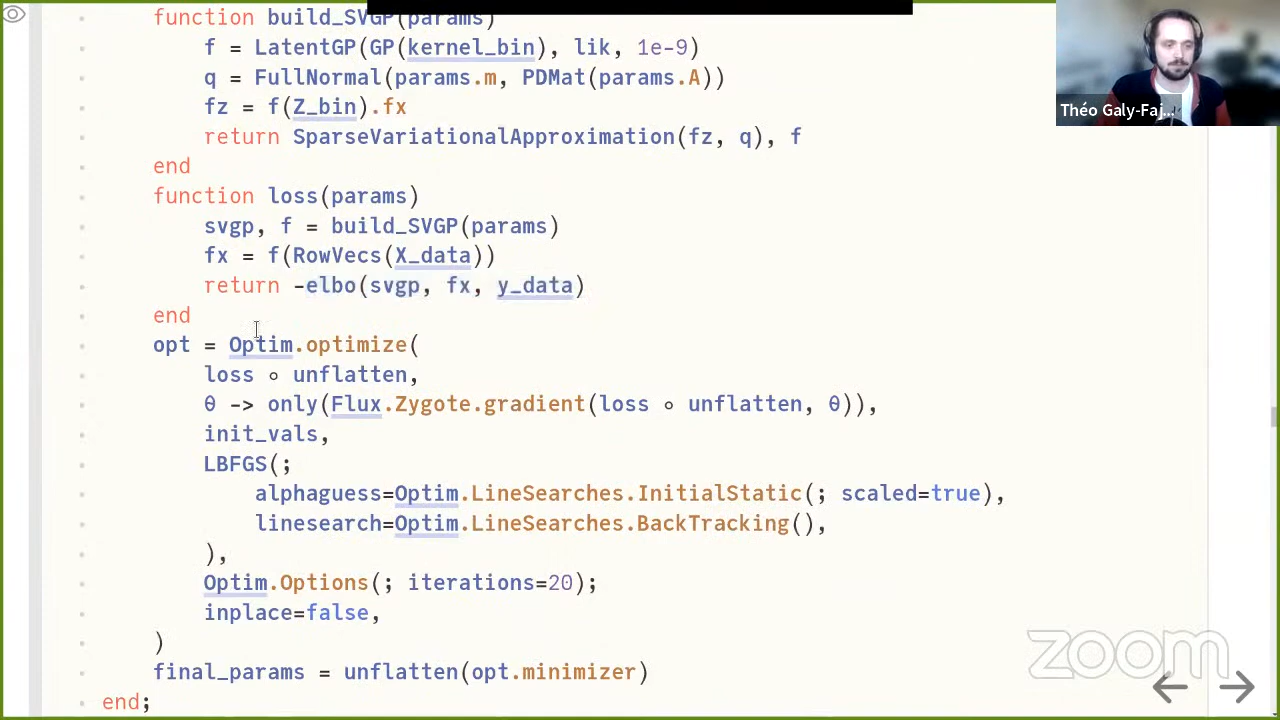 function build_SVGP(params)
f = LatentGP(GP(kernel_bin), lik, 1e-9)
q = FullNormal(params.m, PDMat(params.A))
fz = f(Z_bin).fx
return SparseVariationalApproximation(fz, q), f
end
function loss(params)
svgp, f = build_SVGP(params)
fx = f(RowVecs(X_data))
return -elbo(svgp, fx, y_data)
end
opt = Optim.optimize(
loss ∘ unflatten,
θ -> only(Flux.Zygote.gradient(loss ∘ unflatten, θ)),
init_vals,
LBFGS(;
alphaguess=Optim.LineSearches.InitialStatic(; scaled=true),
linesearch=Optim.LineSearches.BackTracking(),
),
Optim.Options(; iterations=20);
inplace=false,
)
final_params = unflatten(opt.minimizer)
end;
Théo Galy-Faj...
zoom